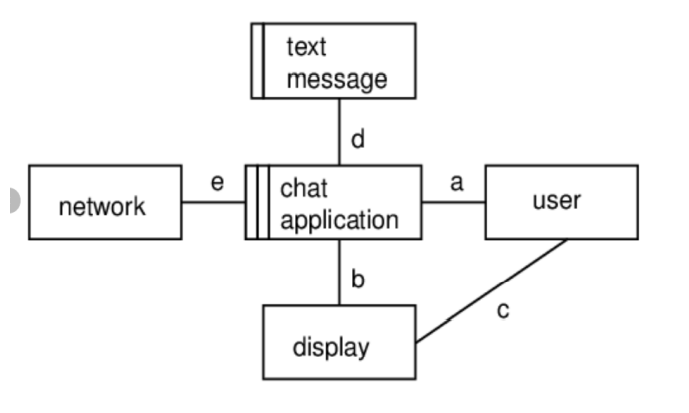 text
message
d
e
chat
application
a
user
network
b
c
display